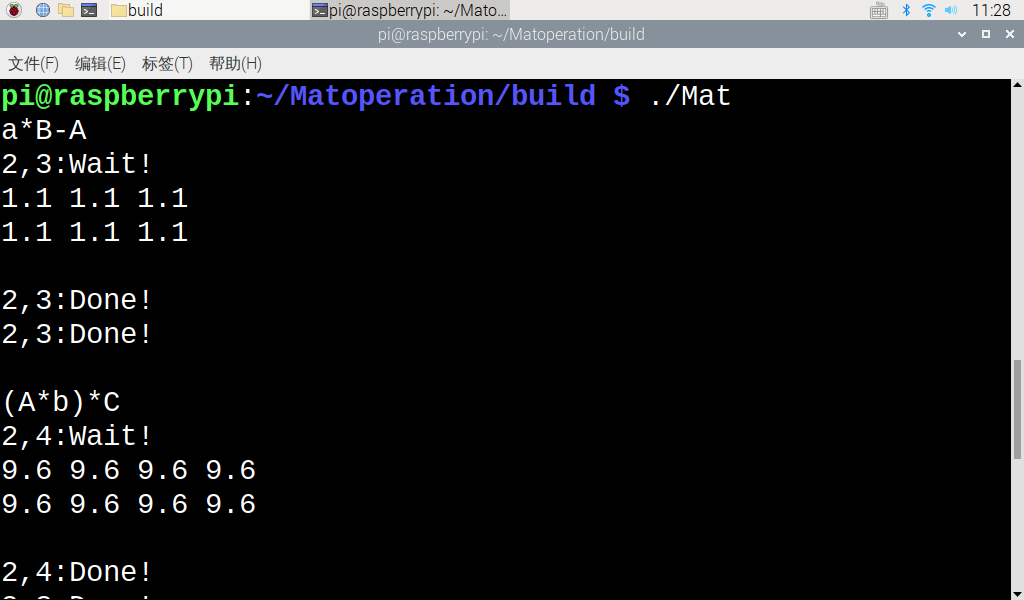 build
pi@raspberrypi: ~/Mato...
11:28
pi@raspberrypi: ~/Matoperation/build
文件(F) 编辑(E) 标签(T) 帮助(H)
pi@raspberrypi:~/Matoperation/build $ ./Mat
a*B-A
2,3:Wait!
1.1 1.1 1.1
1.1 1.1 1.1
2,3:Done!
2,3:Done!
(A*b)*C
2,4:Wait!
9.6 9.6 9.6 9.6
9.6 9.6 9.6 9.6
2,4:Done!